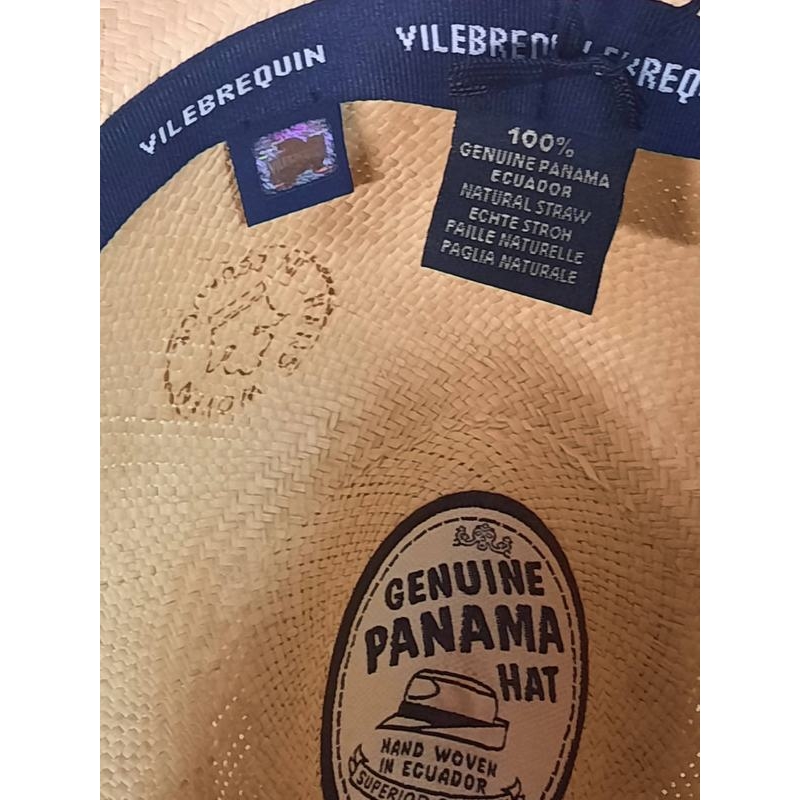 VILEBREQUIN
VILEBREQU
100%
GENUINE PANAMA
ECUADOR
NATURAL STRAW
ECHTE STROH
PAILLE NATURELLE
PAGLIA NATURALE
GENUINE
PANAMA
HAT
HAND WOVEN
IN ECUADOR
SUPERIOR